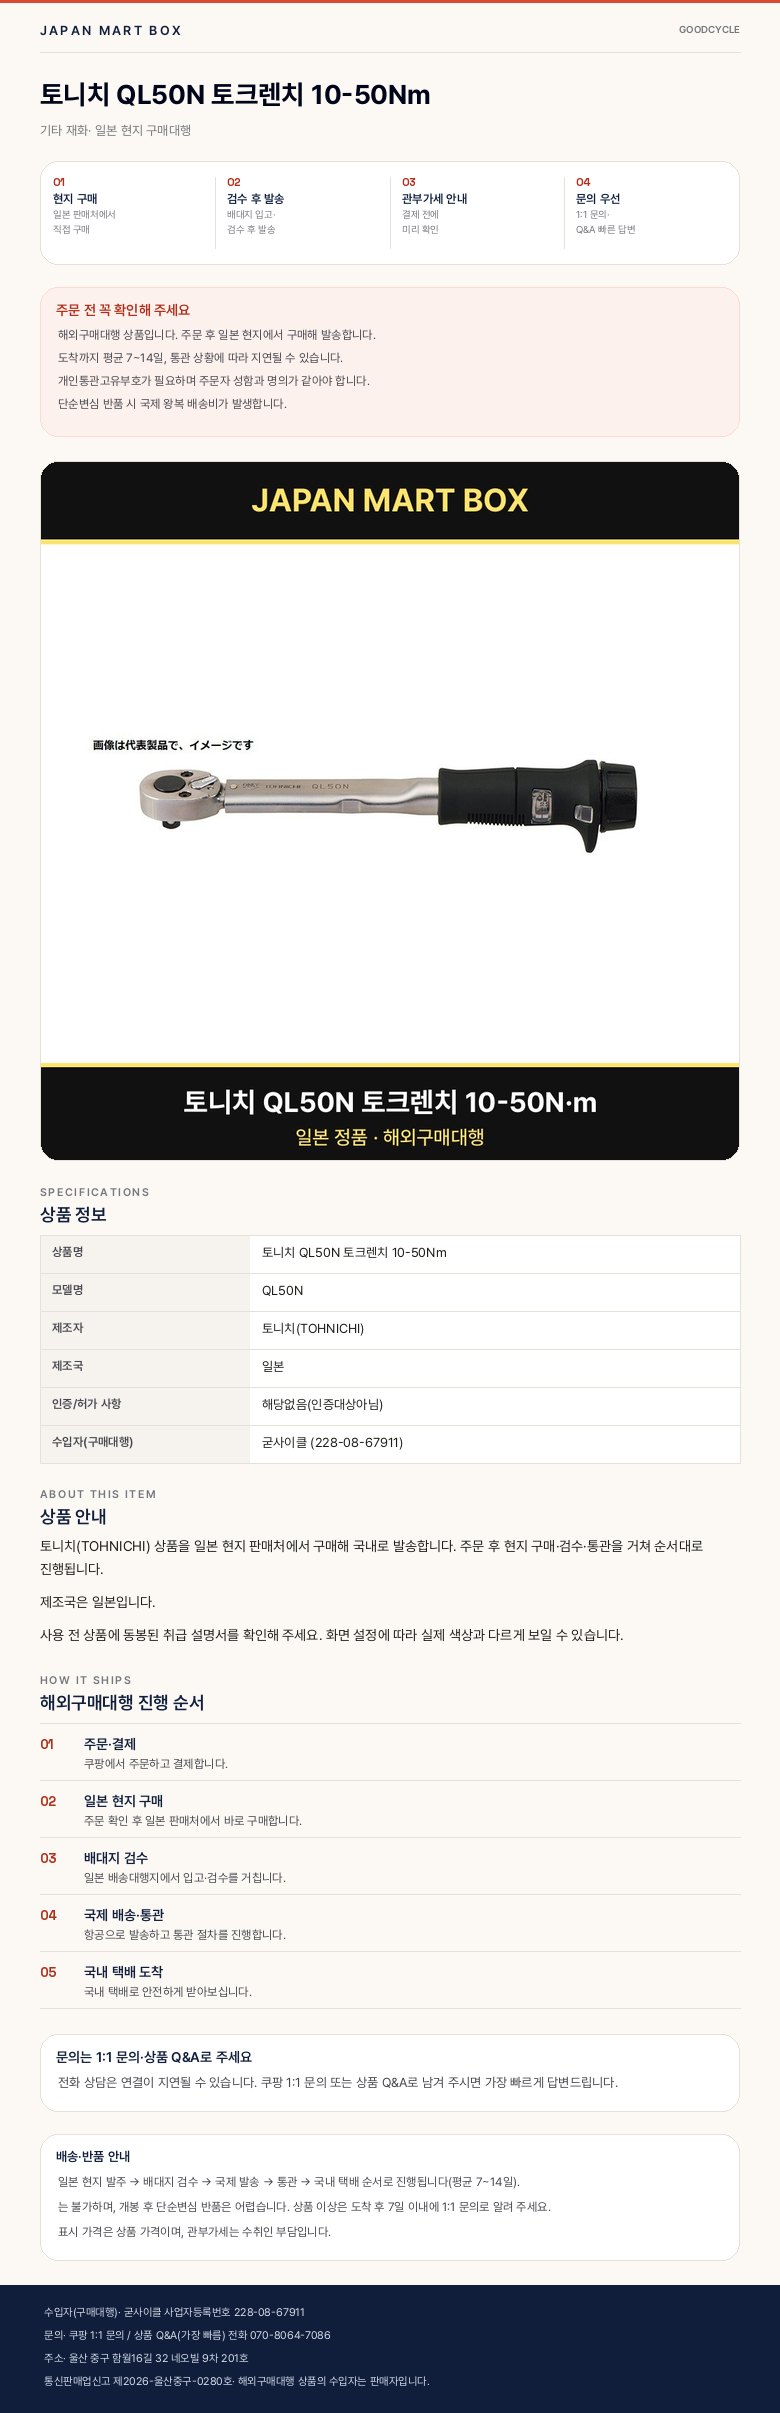 JAPAN MART BOX
GOODCYCLE
토니치 QL50N 토크렌치 10-50Nm
기타 재화· 일본 현지 구매대행
01
현지 구매
일본 판매처에서
직접 구매
02
검수 후 발송
배대지 입고·
검수 후 발송
03
관부가세 안내
결제 전에
미리 확인
04
문의 우선
1:1 문의·
Q&A 빠른 답변
주문 전 꼭 확인해 주세요
해외구매대행 상품입니다. 주문 후 일본 현지에서 구매해 발송합니다.
도착까지 평균 7~14일, 통관 상황에 따라 지연될 수 있습니다.
개인통관고유부호가 필요하며 주문자 성함과 명의가 같아야 합니다.
단순변심 반품 시 국제 왕복 배송비가 발생합니다.
JAPAN MART BOX
画像は代表製品で、イメージです
TOHNICHI QL50N
토니치 QL50N 토크렌치 10-50N·m
일본 정품 · 해외구매대행
SPECIFICATIONS
상품 정보
상품명 토니치 QL50N 토크렌치 10-50Nm
모델명 QL50N
제조자 토니치(TOHNICHI)
제조국 일본
인증/허가 사항 해당없음(인증대상아님)
수입자(구매대행) 굳사이클 (228-08-67911)
ABOUT THIS ITEM
상품 안내
토니치(TOHNICHI) 상품을 일본 현지 판매처에서 구매해 국내로 발송합니다. 주문 후 현지 구매·검수·통관을 거쳐 순서대로
진행됩니다.
제조국은 일본입니다.
사용 전 상품에 동봉된 취급 설명서를 확인해 주세요. 화면 설정에 따라 실제 색상과 다르게 보일 수 있습니다.
HOW IT SHIPS
해외구매대행 진행 순서
01 주문·결제
쿠팡에서 주문하고 결제합니다.
02 일본 현지 구매
주문 확인 후 일본 판매처에서 바로 구매합니다.
03 배대지 검수
일본 배송대행지에서 입고·검수를 거칩니다.
04 국제 배송·통관
항공으로 발송하고 통관 절차를 진행합니다.
05 국내 택배 도착
국내 택배로 안전하게 받아보십니다.
문의는 1:1 문의·상품 Q&A로 주세요
전화 상담은 연결이 지연될 수 있습니다. 쿠팡 1:1 문의 또는 상품 Q&A로 남겨 주시면 가장 빠르게 답변드립니다.
배송·반품 안내
일본 현지 발주 → 배대지 검수 → 국제 발송 → 통관 → 국내 택배 순서로 진행됩니다(평균 7~14일).
는 불가하며, 개봉 후 단순변심 반품은 어렵습니다. 상품 이상은 도착 후 7일 이내에 1:1 문의로 알려 주세요.
표시 가격은 상품 가격이며, 관부가세는 수취인 부담입니다.
수입자(구매대행)· 굳사이클 사업자등록번호 228-08-67911
문의· 쿠팡 1:1 문의 / 상품 Q&A(가장 빠름) 전화 070-8064-7086
주소· 울산 중구 함월16길 32 네오빌 9차 201호
통신판매업신고 제2026-울산중구-0280호· 해외구매대행 상품의 수입자는 판매자입니다.